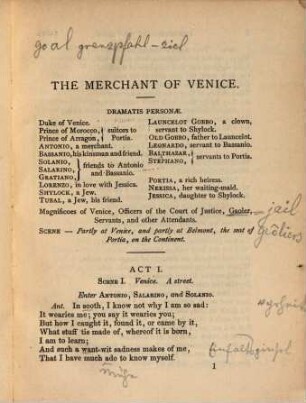 goal grenzpfahl – ziel
THE MERCHANT OF VENICE.
DRAMATIS PERSONÆ.
Duke of Venice.
Prince of Morocco, } suitors to
Prince of Arragon, } Portia.
ANTONIO, a merchant.
BASSANIO, his kinsman and friend.
SOLANIO,
SALARINO, } friends to Antonio
GRATIANO, } and Bassanio.
LORENZO, in love with Jessica.
SHYLOCK, a Jew.
TUBAL, a Jew, his friend.
LAUNCELOT GOBBO, a clown,
servant to Shylock.
OLD GOBBO, father to Launcelot.
LEONARDO, servant to Bassanio.
BALTHASAR, } servants to Portia.
STEPHANO, }
PORTIA, a rich heiress.
NERISSA, her waiting-maid.
JESSICA, daughter to Shylock.
Magnificoes of Venice, Officers of the Court of Justice, Gaoler, – jail
Servants, and other Attendants.
SCENE — Partly at Venice, and partly at Belmont, the seat of
Portia, on the Continent.
ACT I.
SCENE I. Venice. A street.
Enter ANTONIO, SALARINO, and SOLANIO.
Ant. In sooth, I know not why I am so sad:
It wearies me; you say it wearies you;
But how I caught it, found it, or came by it,
What stuff tis made of, whereof it is born,
I am to learn;
And such a want-wit sadness makes of me,
That I have much ado to know myself.
Einfaltspinsel
Mühe
1